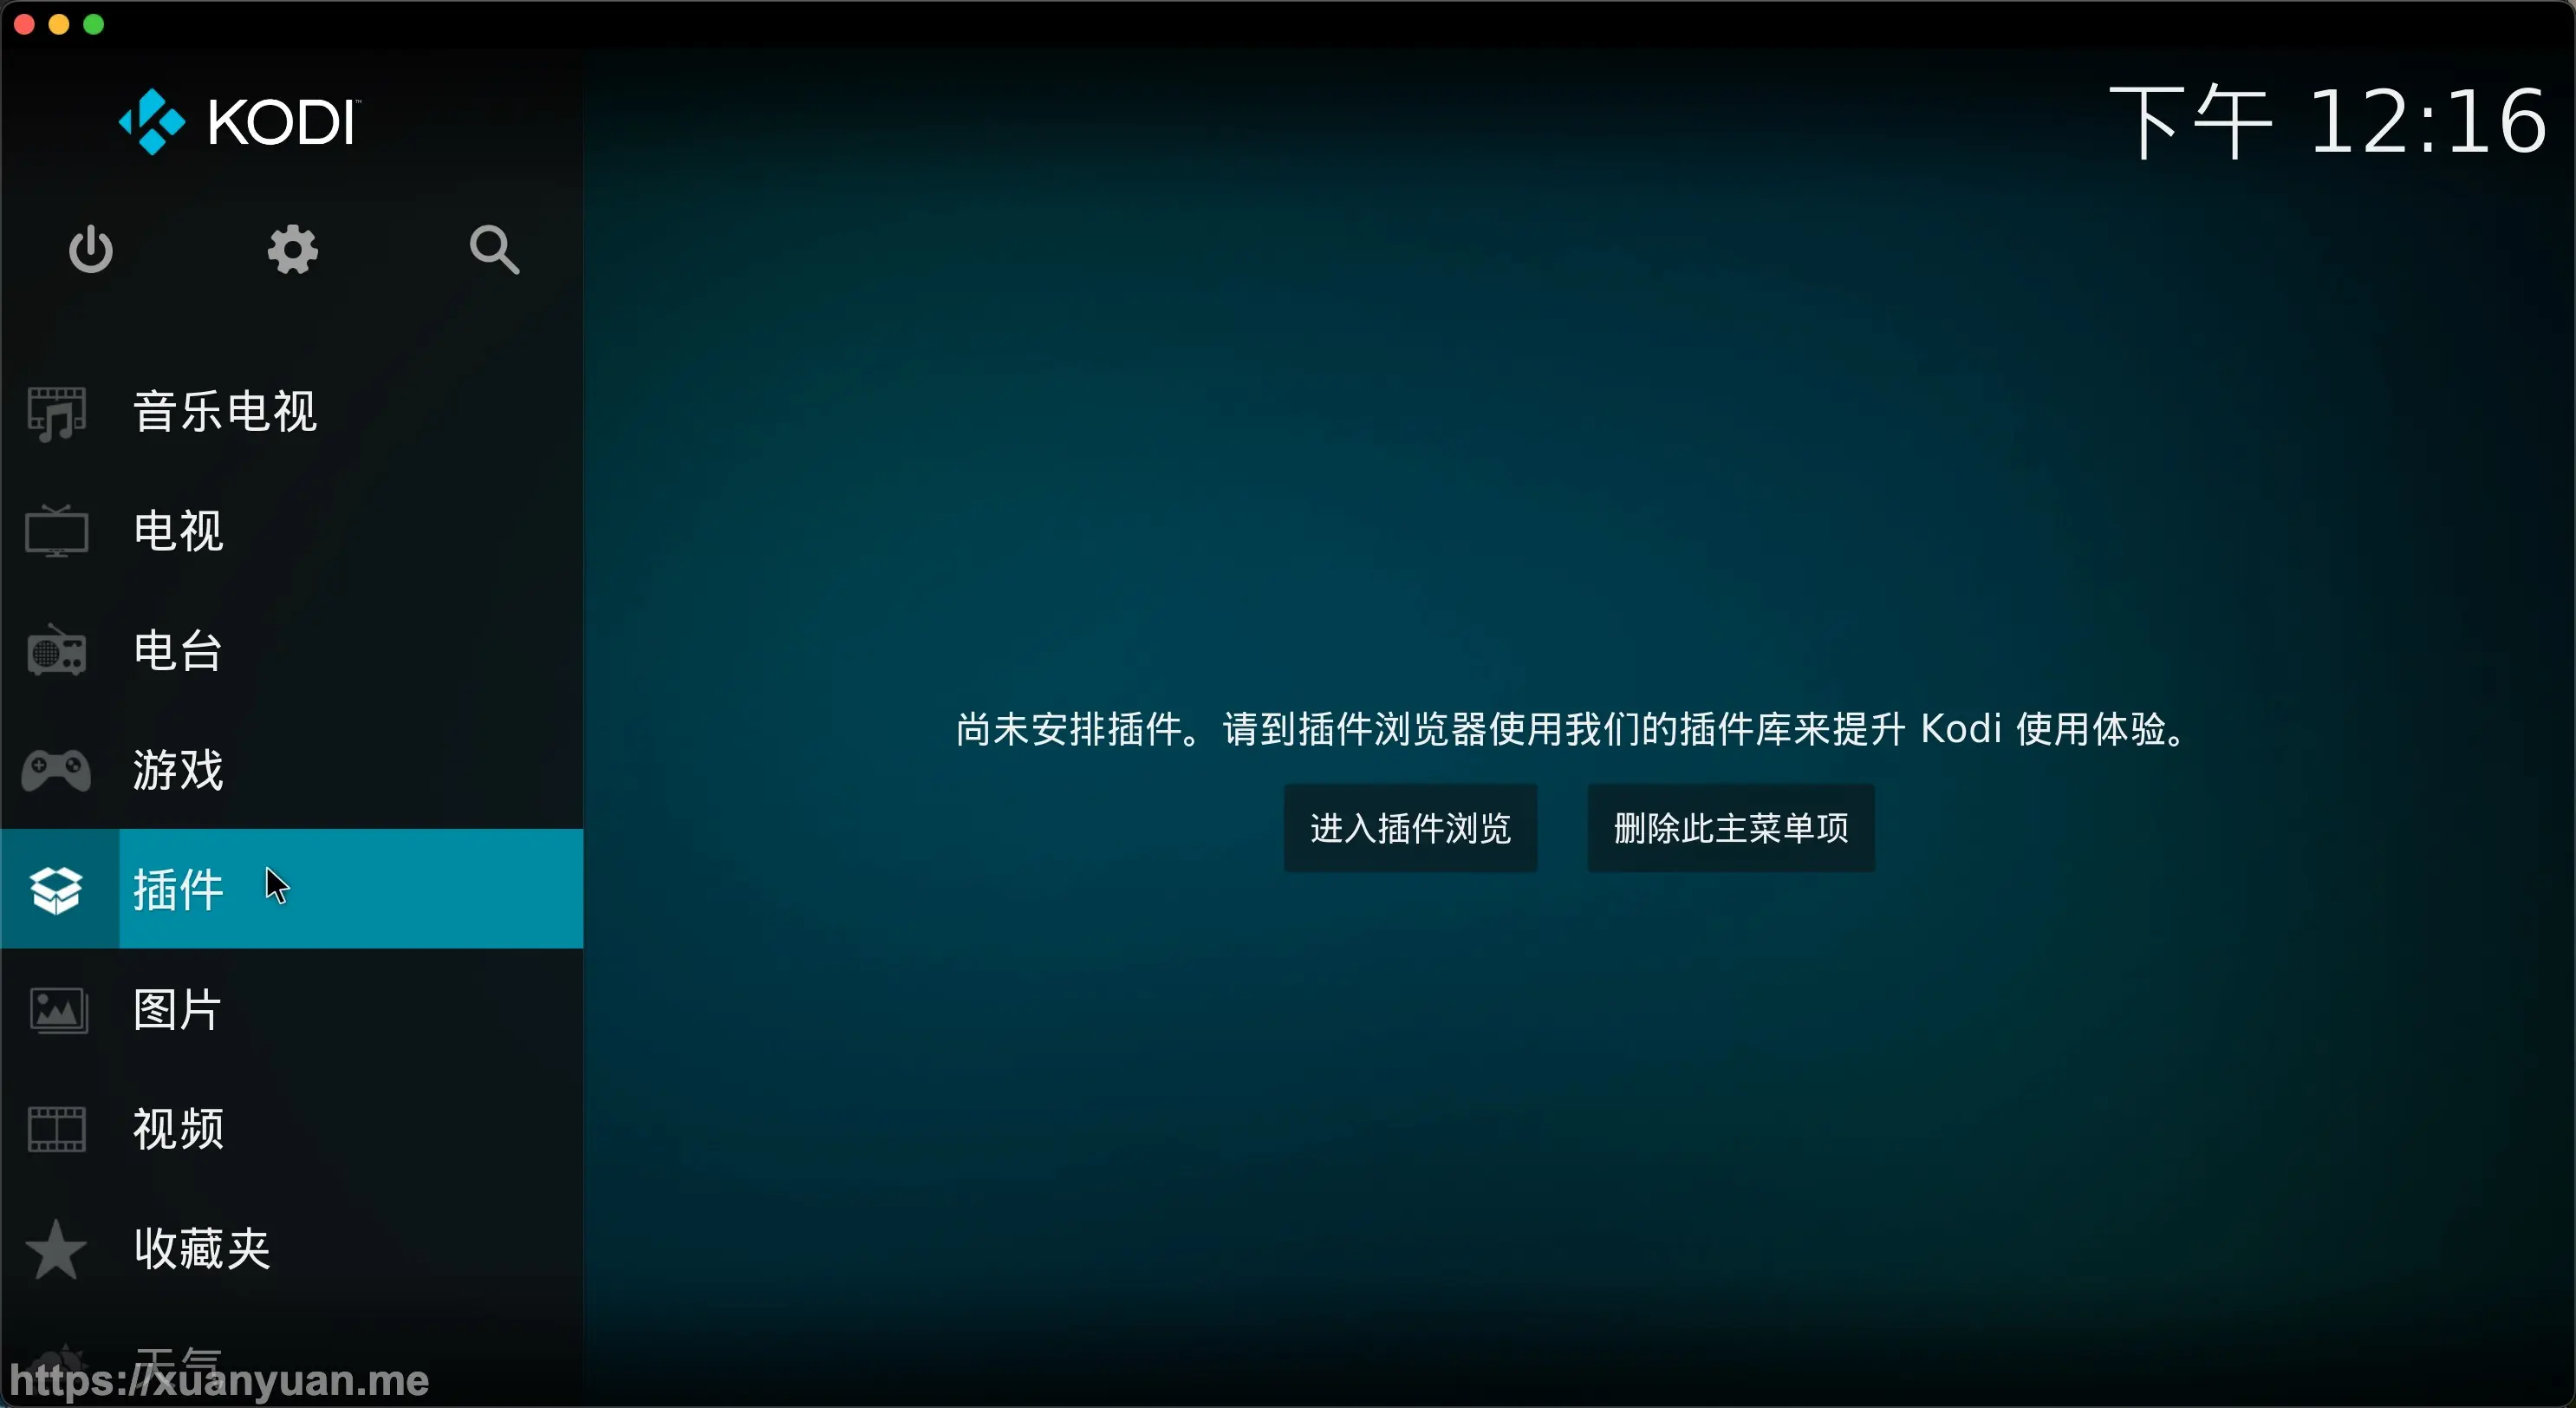 KODI
下午 12:16
音乐电视
电视
电台
游戏
插件
图片
视频
收藏夹
天气
尚未安排插件。请到插件浏览器使用我们的插件库来提升 Kodi 使用体验。
进入插件浏览
删除此主菜单项
https://xuanyuan.me